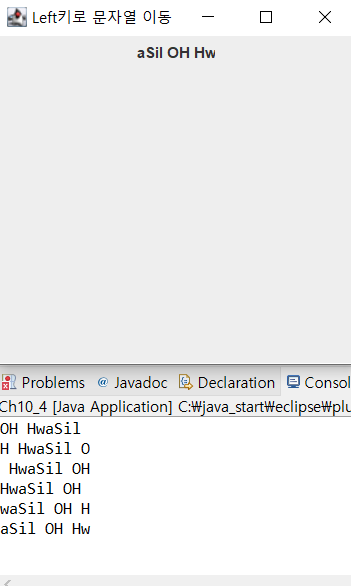 Left키로 문자열 이동
aSil OH Hw
Problems @ Javadoc Declaration Consol
Ch10_4 [Java Application] C:₩java_start₩eclipse₩plu
OH HwaSil
H HwaSil O
 HwaSil OH
HwaSil OH
waSil OH H
aSil OH Hw